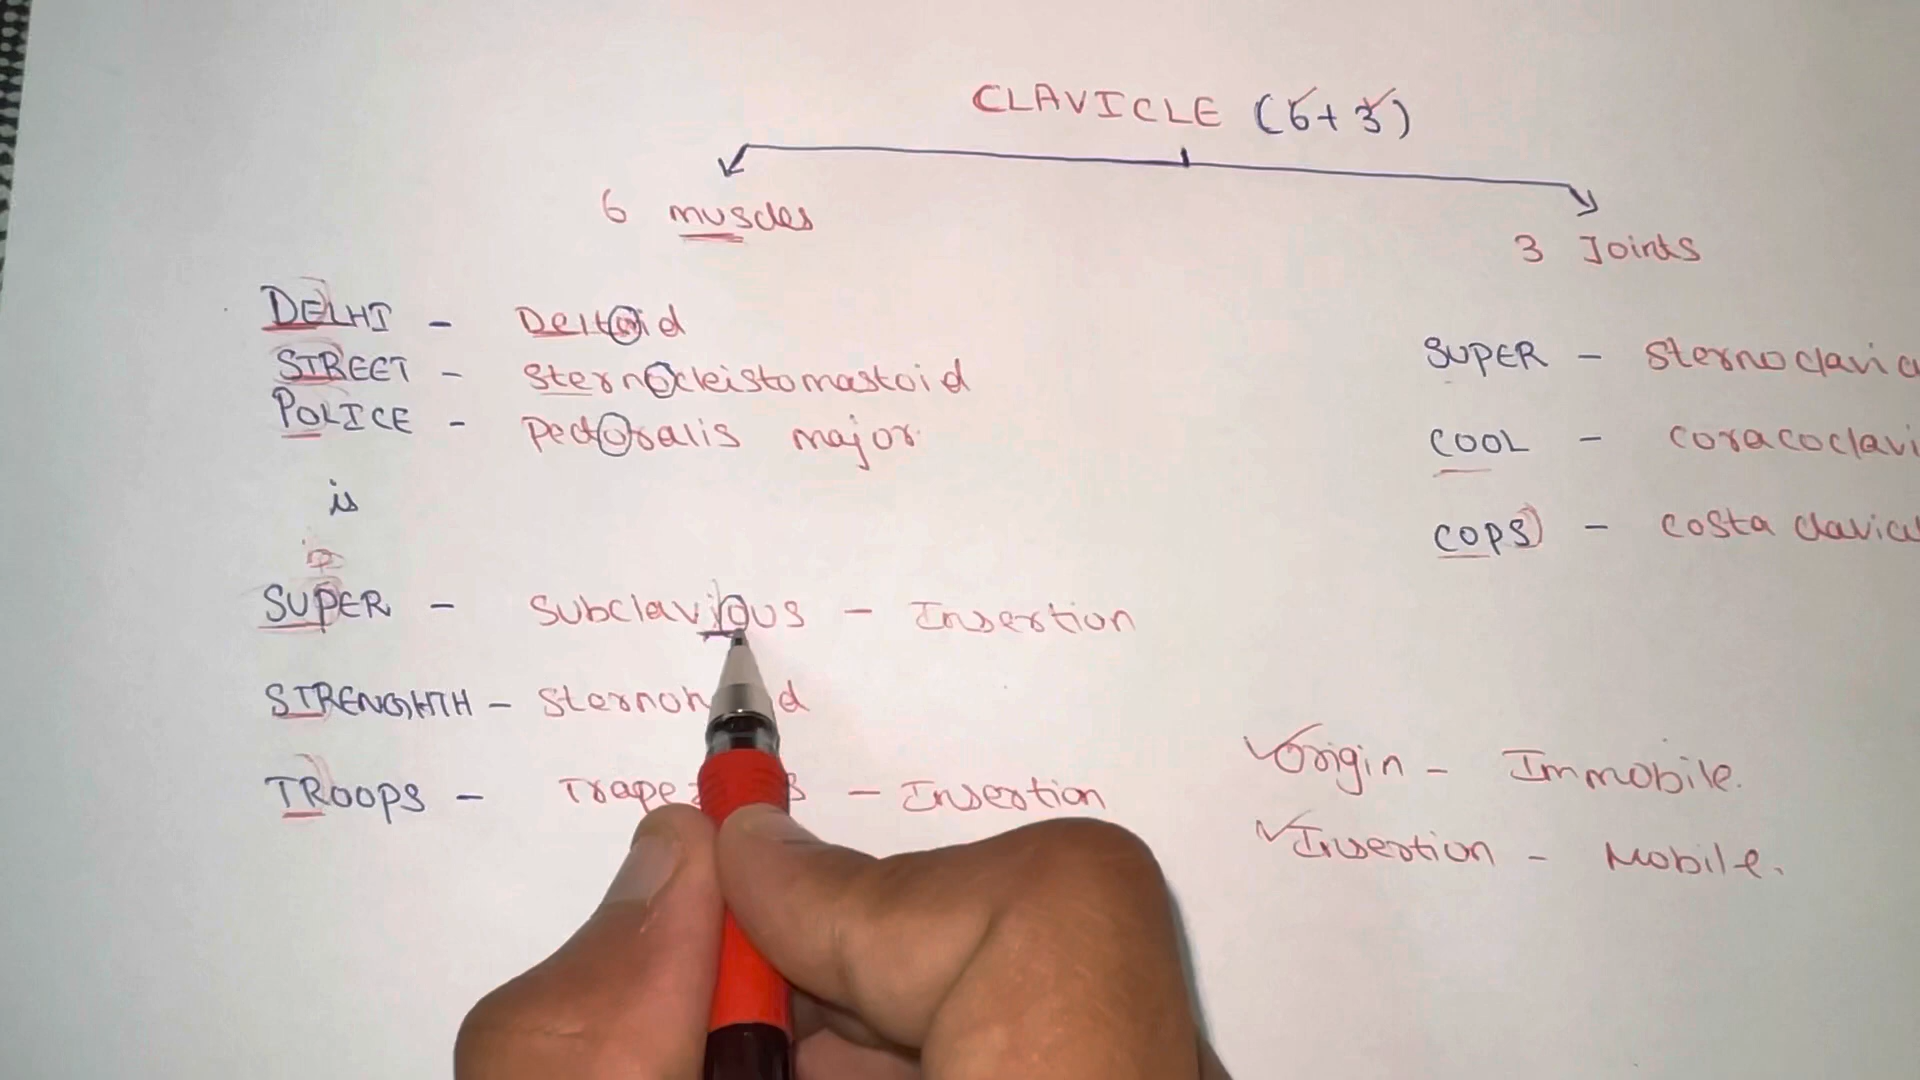 CLAVICLE (6+3)
6 muscles
3 Joints
DELHI - Deltoid
STREET - Sternocleistomastoid
POLICE - Pectoralis major
is
SUPER - Subclavious - Insertion
STRENGHTH - Sternoh d
TROOPS - Trape s - Insertion
SUPER - Sternoclavic
COOL - coracoclavi
COPS) - costa clavicu
Origin - Immobile.
Insertion - Mobile.